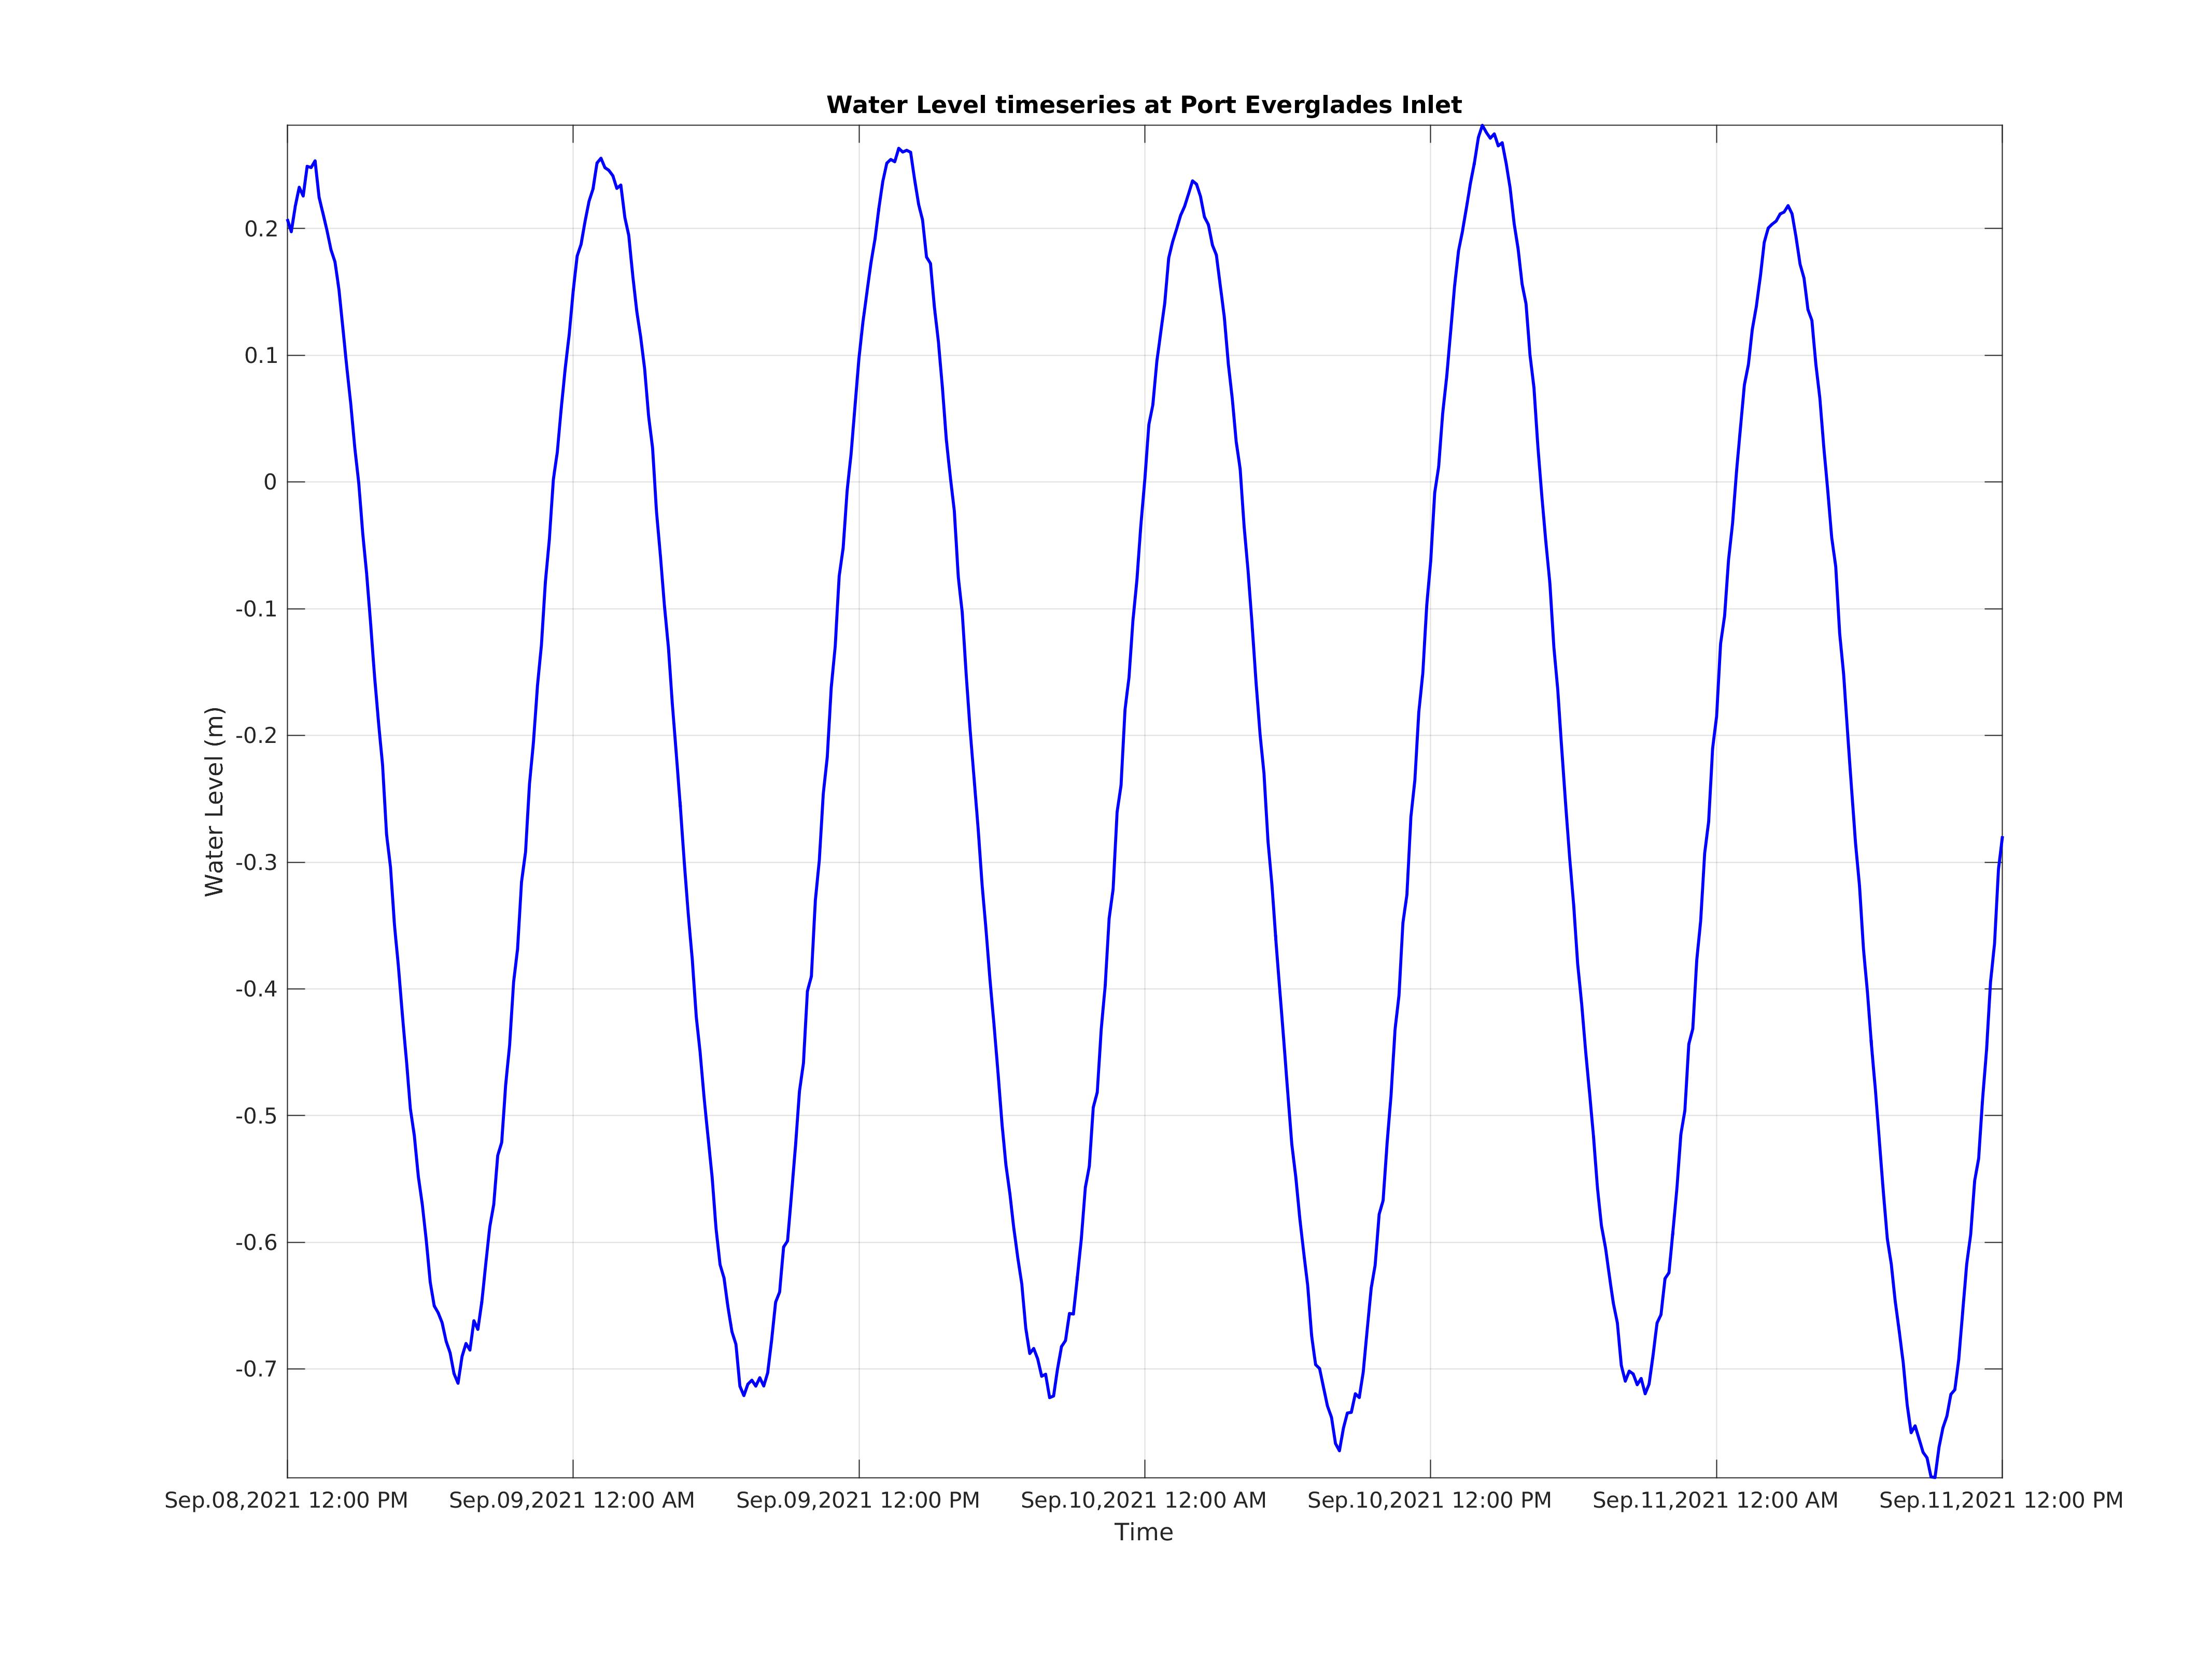 Water Level timeseries at Port Everglades Inlet
0.2
0.1
0
-0.1
-0.2
-0.3
-0.4
-0.5
-0.6
-0.7
Water Level (m)
Sep.08,2021 12:00 PM Sep.09,2021 12:00 AM Sep.09,2021 12:00 PM Sep.10,2021 12:00 AM Sep.10,2021 12:00 PM Sep.11,2021 12:00 AM Sep.11,2021 12:00 PM
Time